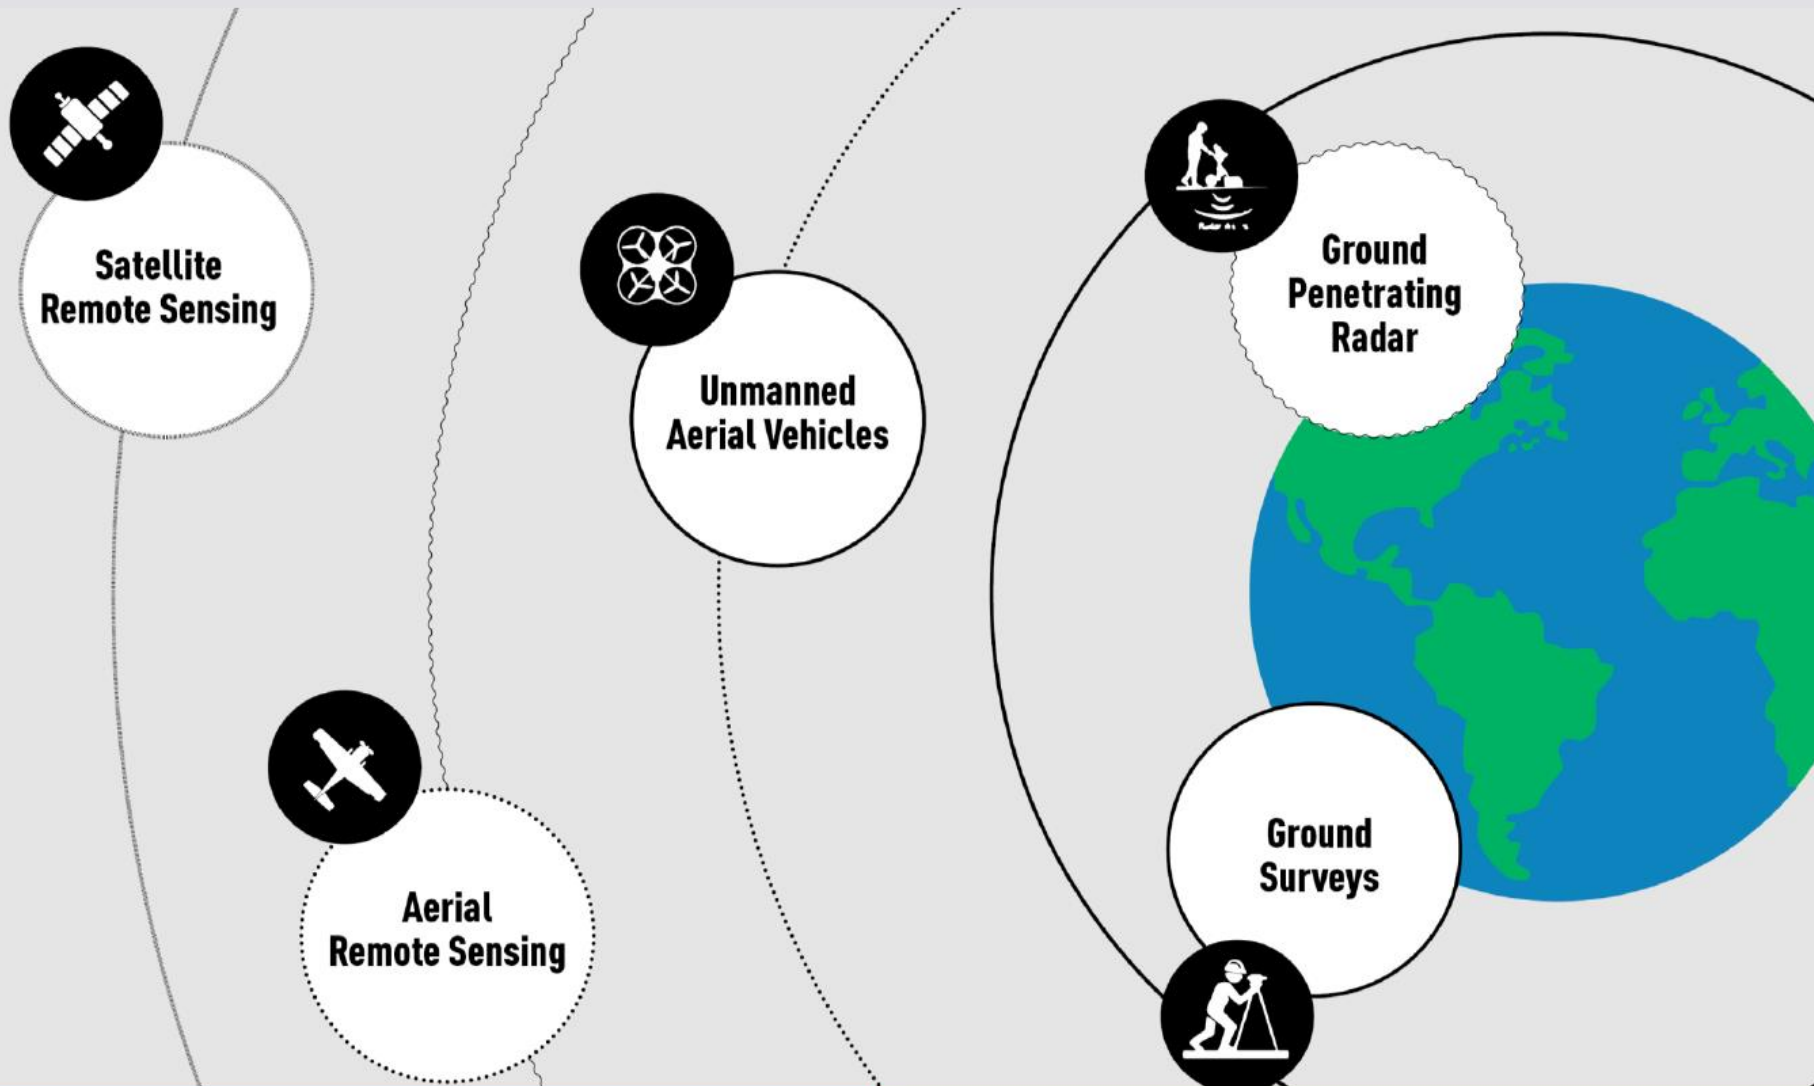 Satellite
Remote Sensing
Unmanned
Aerial Vehicles
Ground
Penetrating
Radar
Aerial
Remote Sensing
Ground
Surveys